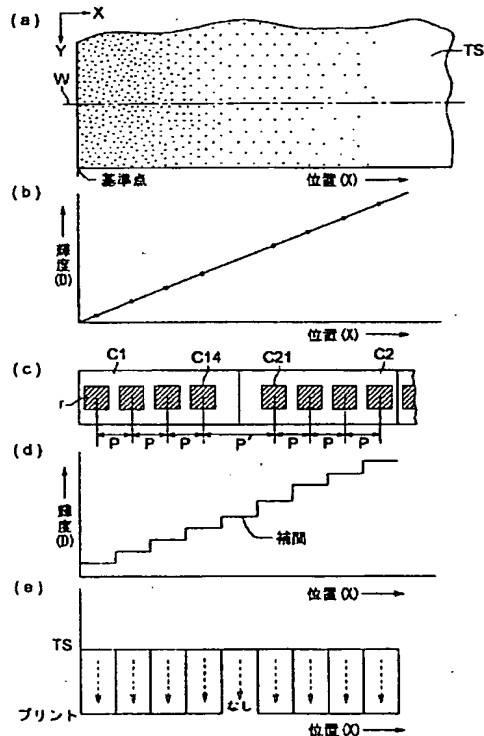 (a)
X
Y
W
TS
基準点
位置(X)
(b)
輝度(D)
位置(X)
(c)
C1 C14 C21 C2
r
P P P P' P P P
(d)
輝度(D)
補間
位置(X)
(e)
TS
なし
プリント
位置(X)